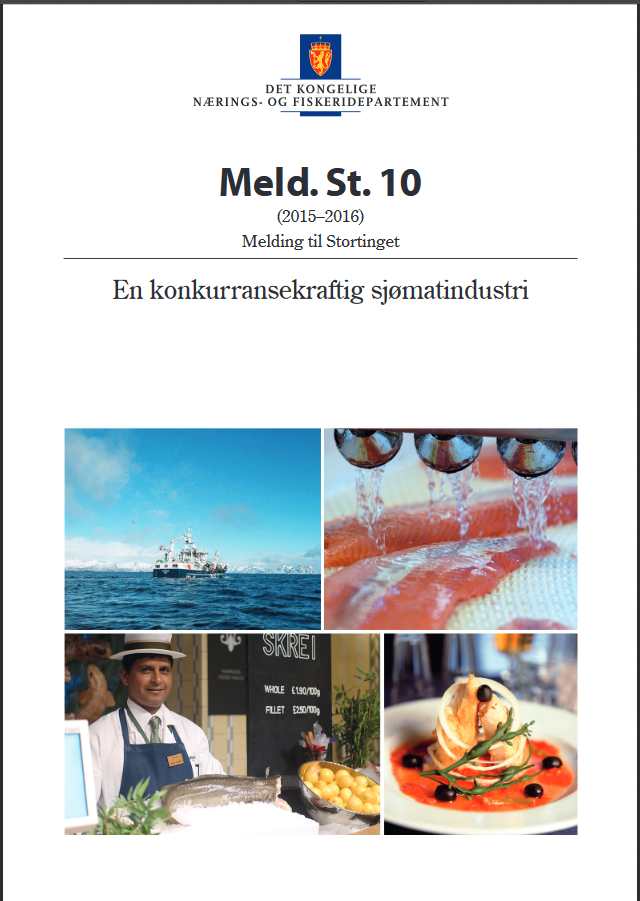 DET KONGELIGE
NÆRINGS- OG FISKERIDEPARTEMENT
Meld. St. 10
(2015–2016)
Melding til Stortinget
En konkurransekraftig sjømatindustri
SKREI
WHOLE £1.90/100g
FILLET £2.50/100g